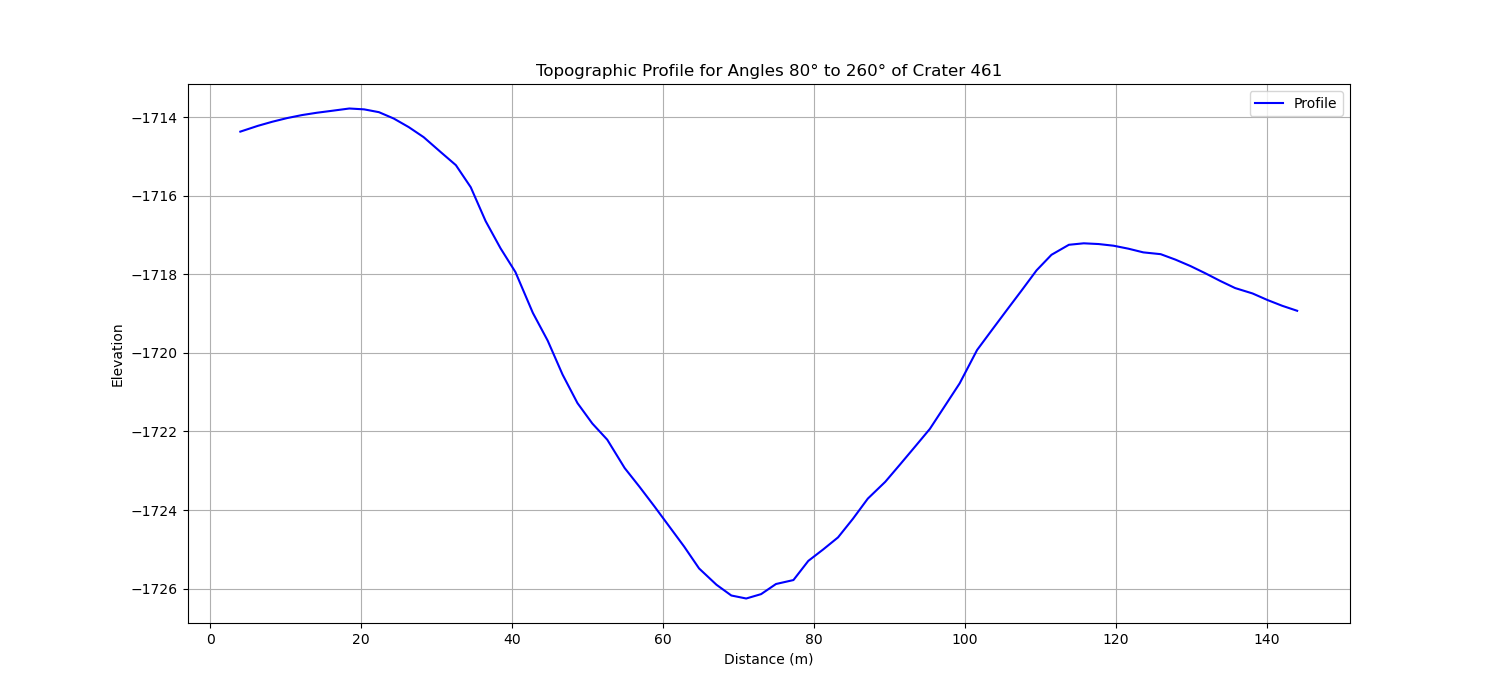 Topographic Profile for Angles 80° to 260° of Crater 461
Profile
−1714
−1716
−1718
−1720
−1722
−1724
−1726
Elevation
0 20 40 60 80 100 120 140
Distance (m)